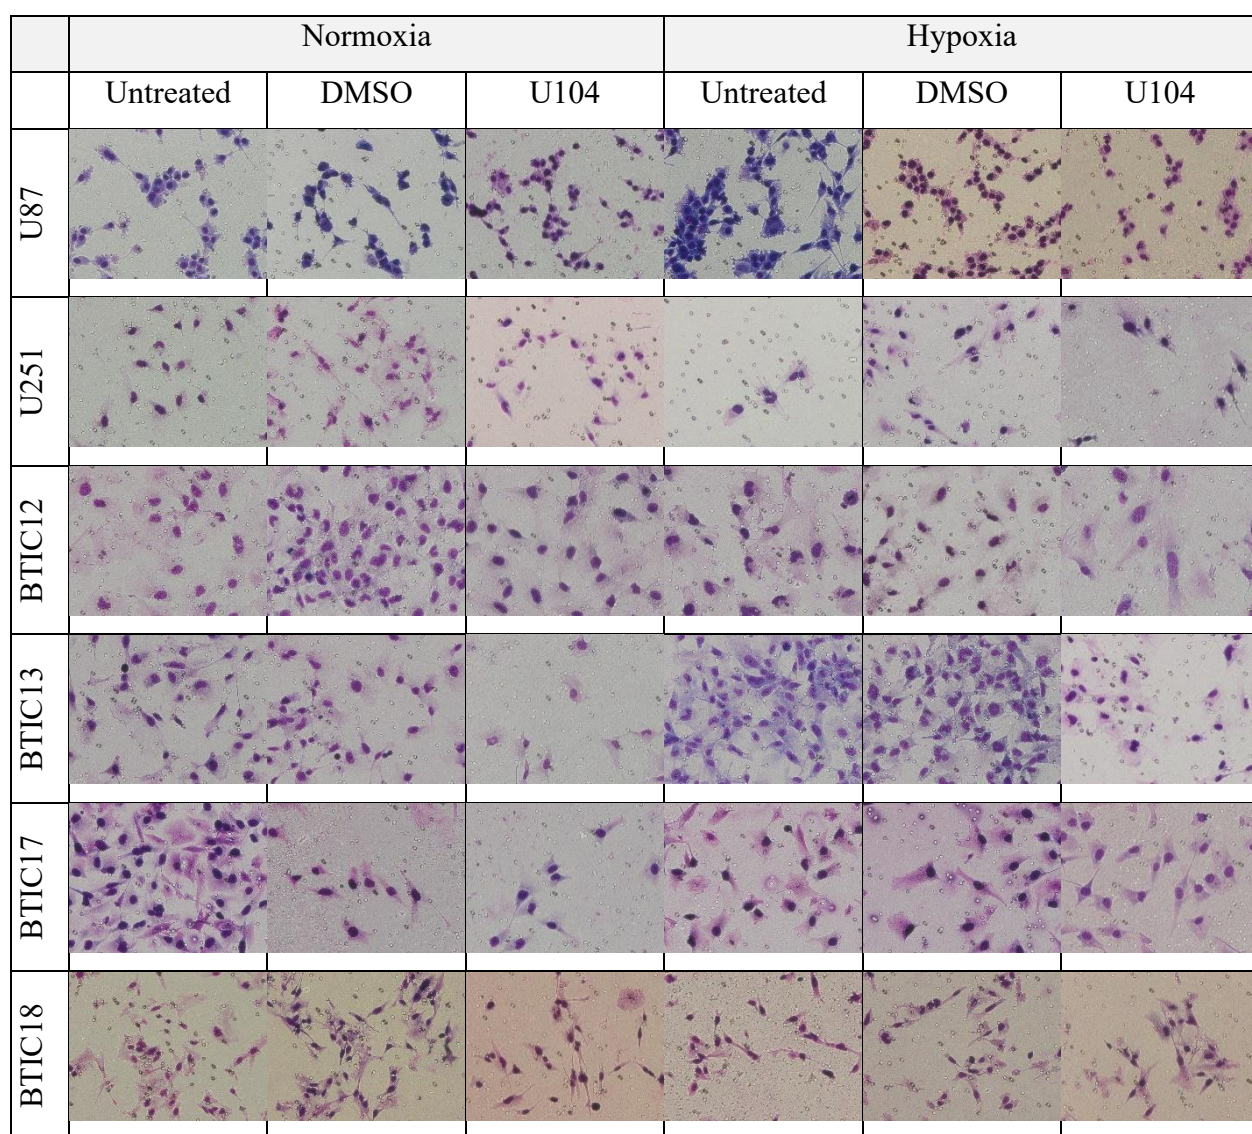 Normoxia Hypoxia
Untreated DMSO U104 Untreated DMSO U104
U87
U251
BTIC12
BTIC13
BTIC17
BTIC18